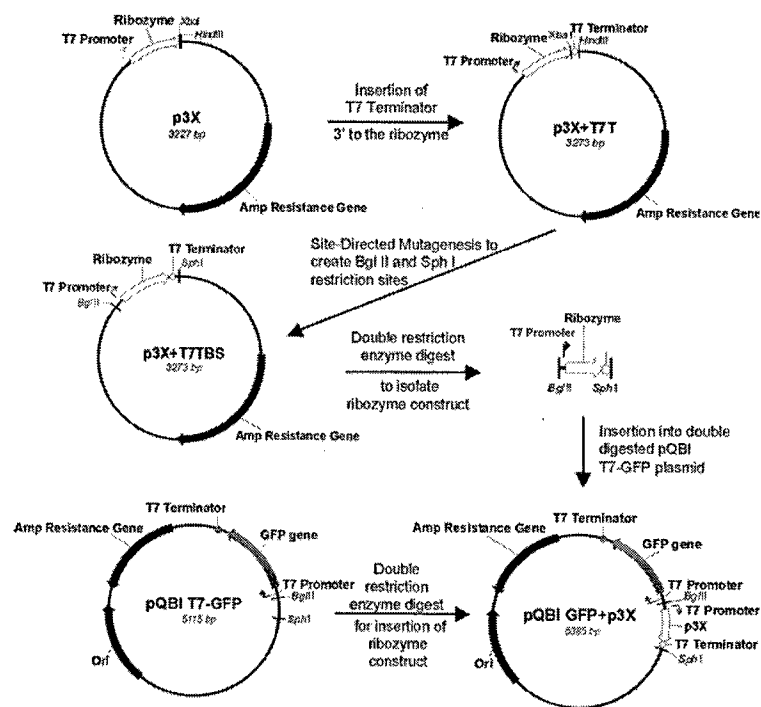 Ribozyme
XbaI
T7 Promoter
HindIII
p3X
3227 bp
Amp Resistance Gene
Insertion of
T7 Terminator
3' to the ribozyme
T7 Terminator
Ribozyme
XbaI
HindIII
T7 Promoter
p3X+T7T
3273 bp
Amp Resistance Gene
Site-Directed Mutagenesis to
create Bgl II and Sph I
restriction sites
T7 Terminator
Ribozyme
SphI
T7 Promoter
BglII
p3X+T7TBS
3273 bp
Amp Resistance Gene
Double restriction
enzyme digest
to isolate
ribozyme construct
Ribozyme
T7 Promoter
BglII
SphI
Insertion into double
digested pQBI
T7-GFP plasmid
T7 Terminator
Amp Resistance Gene
GFP gene
T7 Promoter
BglII
SphI
pQBI T7-GFP
5115 bp
Ori
Double
restriction
enzyme digest
for insertion of
ribozyme
construct
T7 Terminator
Amp Resistance Gene
GFP gene
T7 Promoter
BglII
T7 Promoter
p3X
T7 Terminator
SphI
pQBI GFP+p3X
5385 bp
Ori